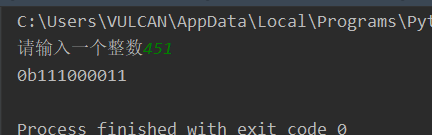 C:\Users\VULCAN\AppData\Local\Programs\Pyt
请输入一个整数451
0b111000011
Process finished with exit code 0